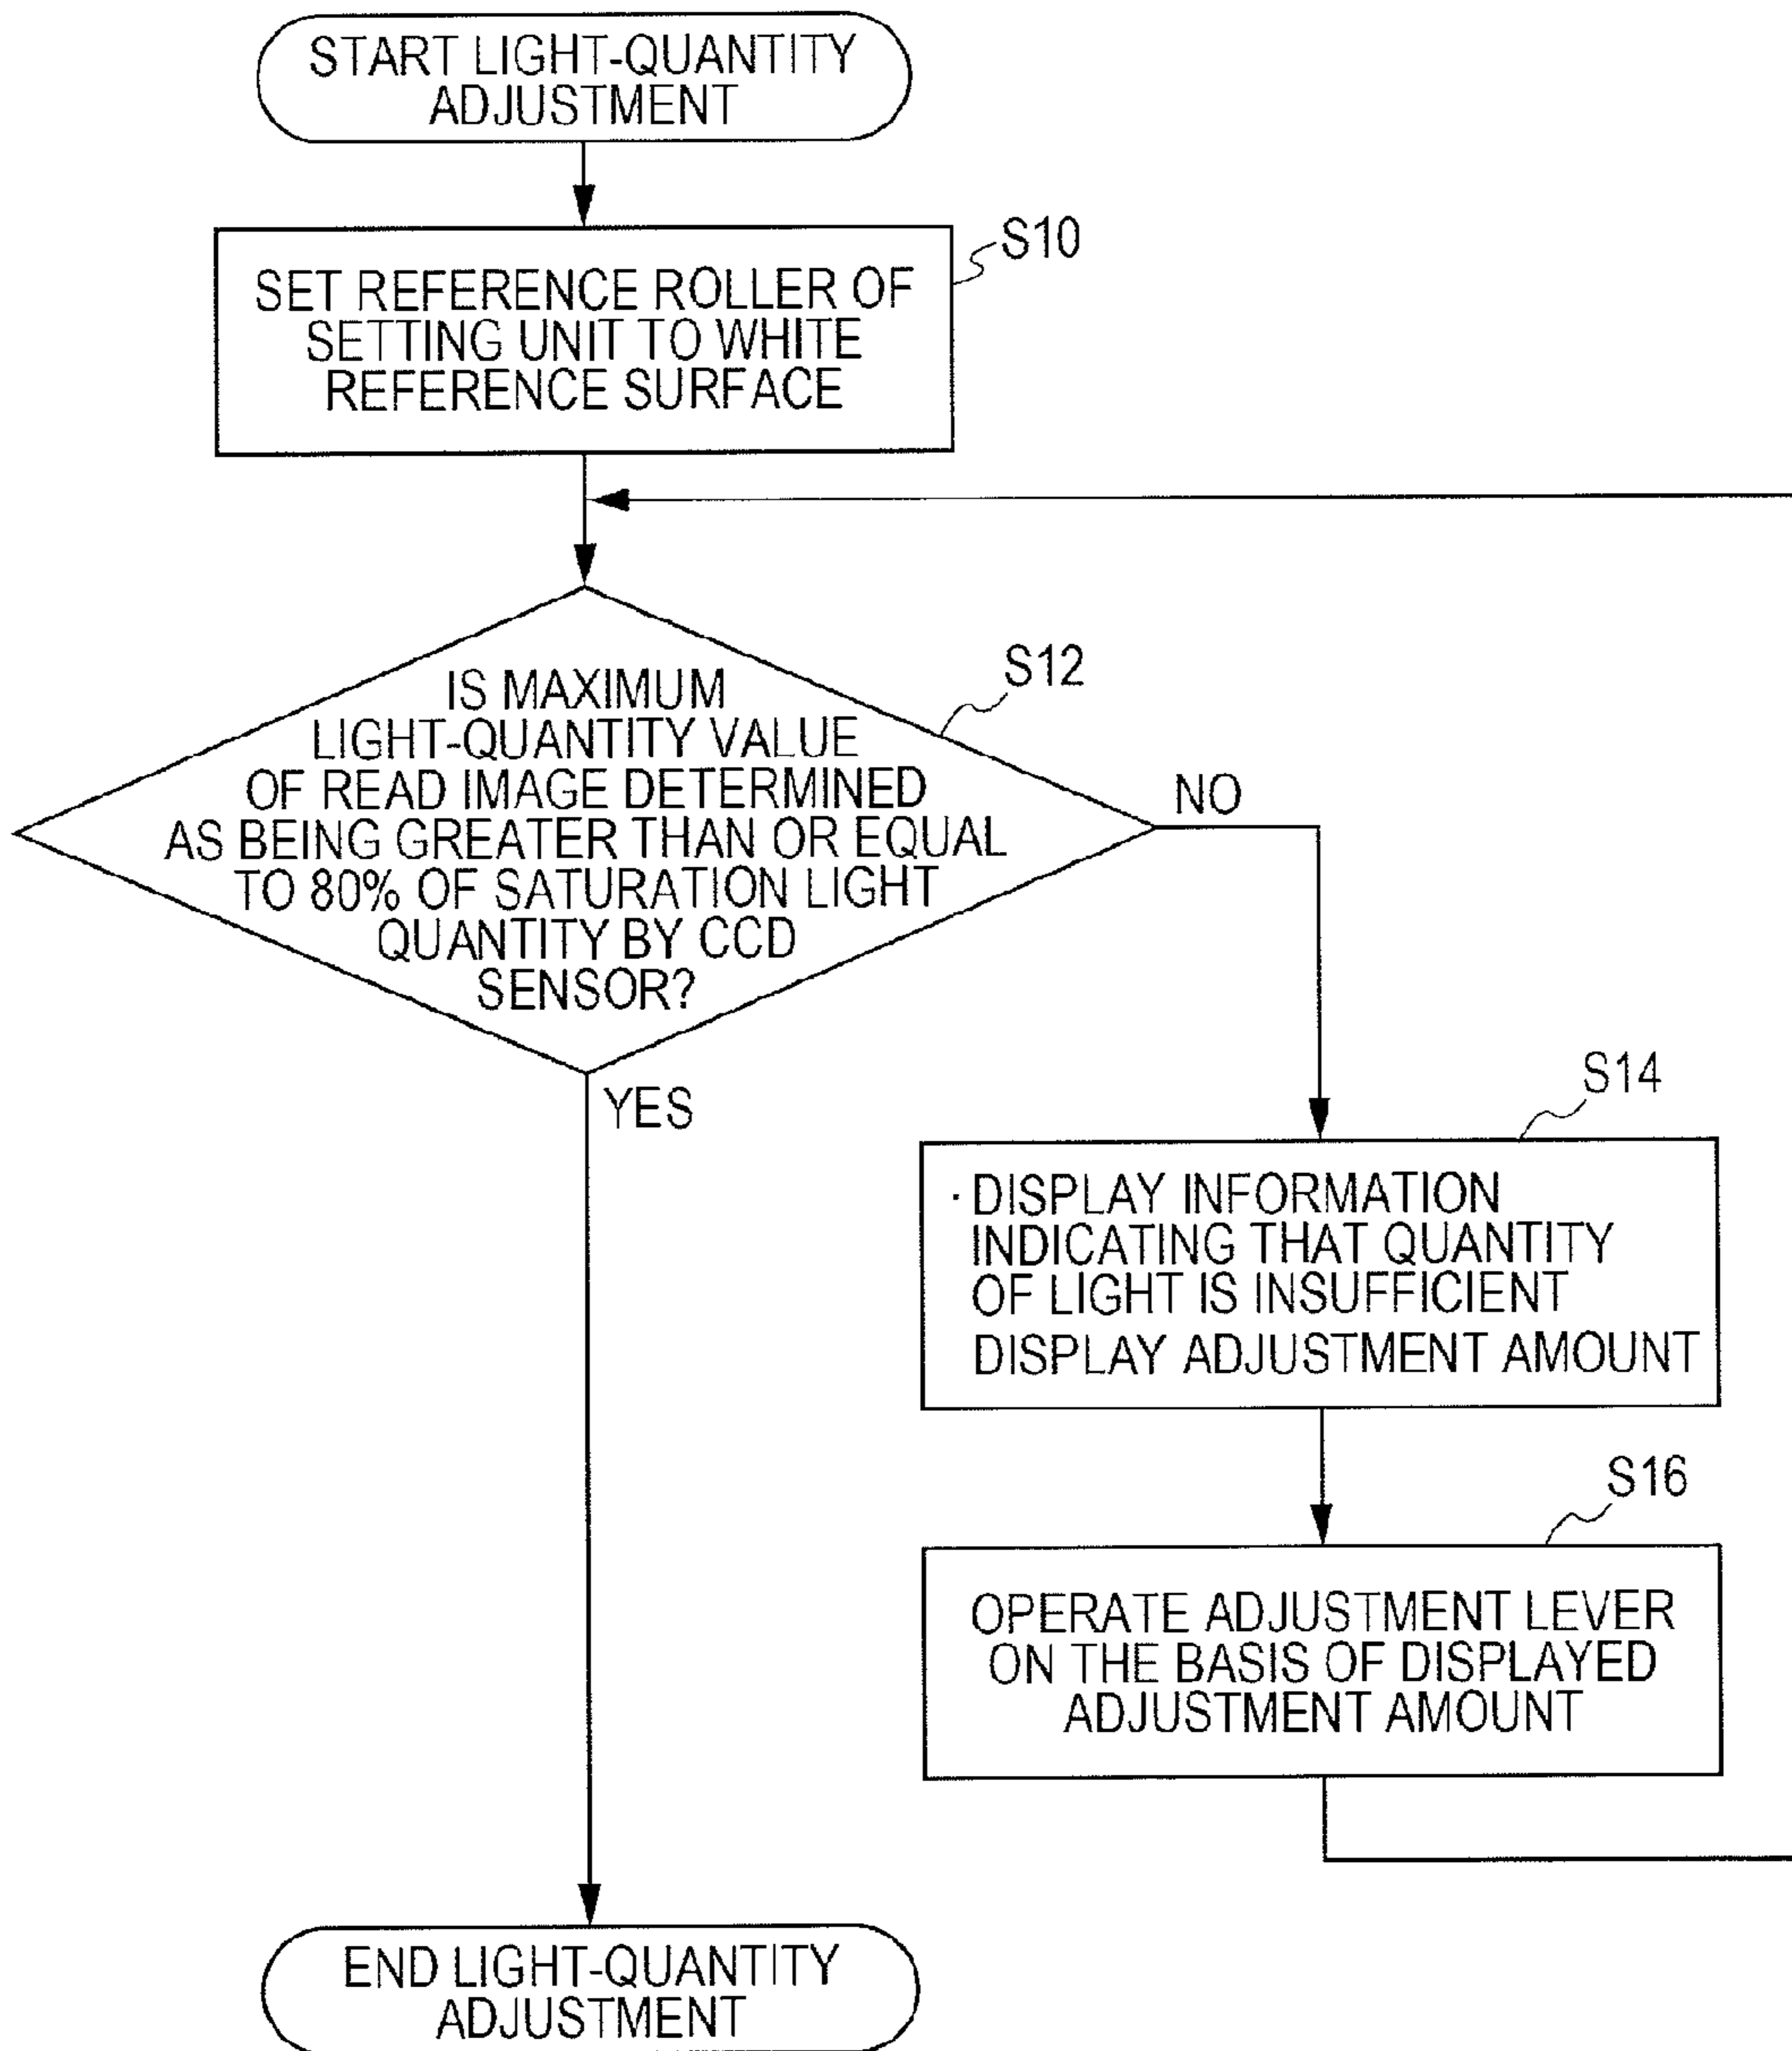 START LIGHT-QUANTITY
ADJUSTMENT
S10
SET REFERENCE ROLLER OF
SETTING UNIT TO WHITE
REFERENCE SURFACE
S12
IS MAXIMUM
LIGHT-QUANTITY VALUE
OF READ IMAGE DETERMINED
AS BEING GREATER THAN OR EQUAL
TO 80% OF SATURATION LIGHT
QUANTITY BY CCD
SENSOR?
NO
YES
S14
· DISPLAY INFORMATION
INDICATING THAT QUANTITY
OF LIGHT IS INSUFFICIENT
DISPLAY ADJUSTMENT AMOUNT
S16
OPERATE ADJUSTMENT LEVER
ON THE BASIS OF DISPLAYED
ADJUSTMENT AMOUNT
END LIGHT-QUANTITY
ADJUSTMENT